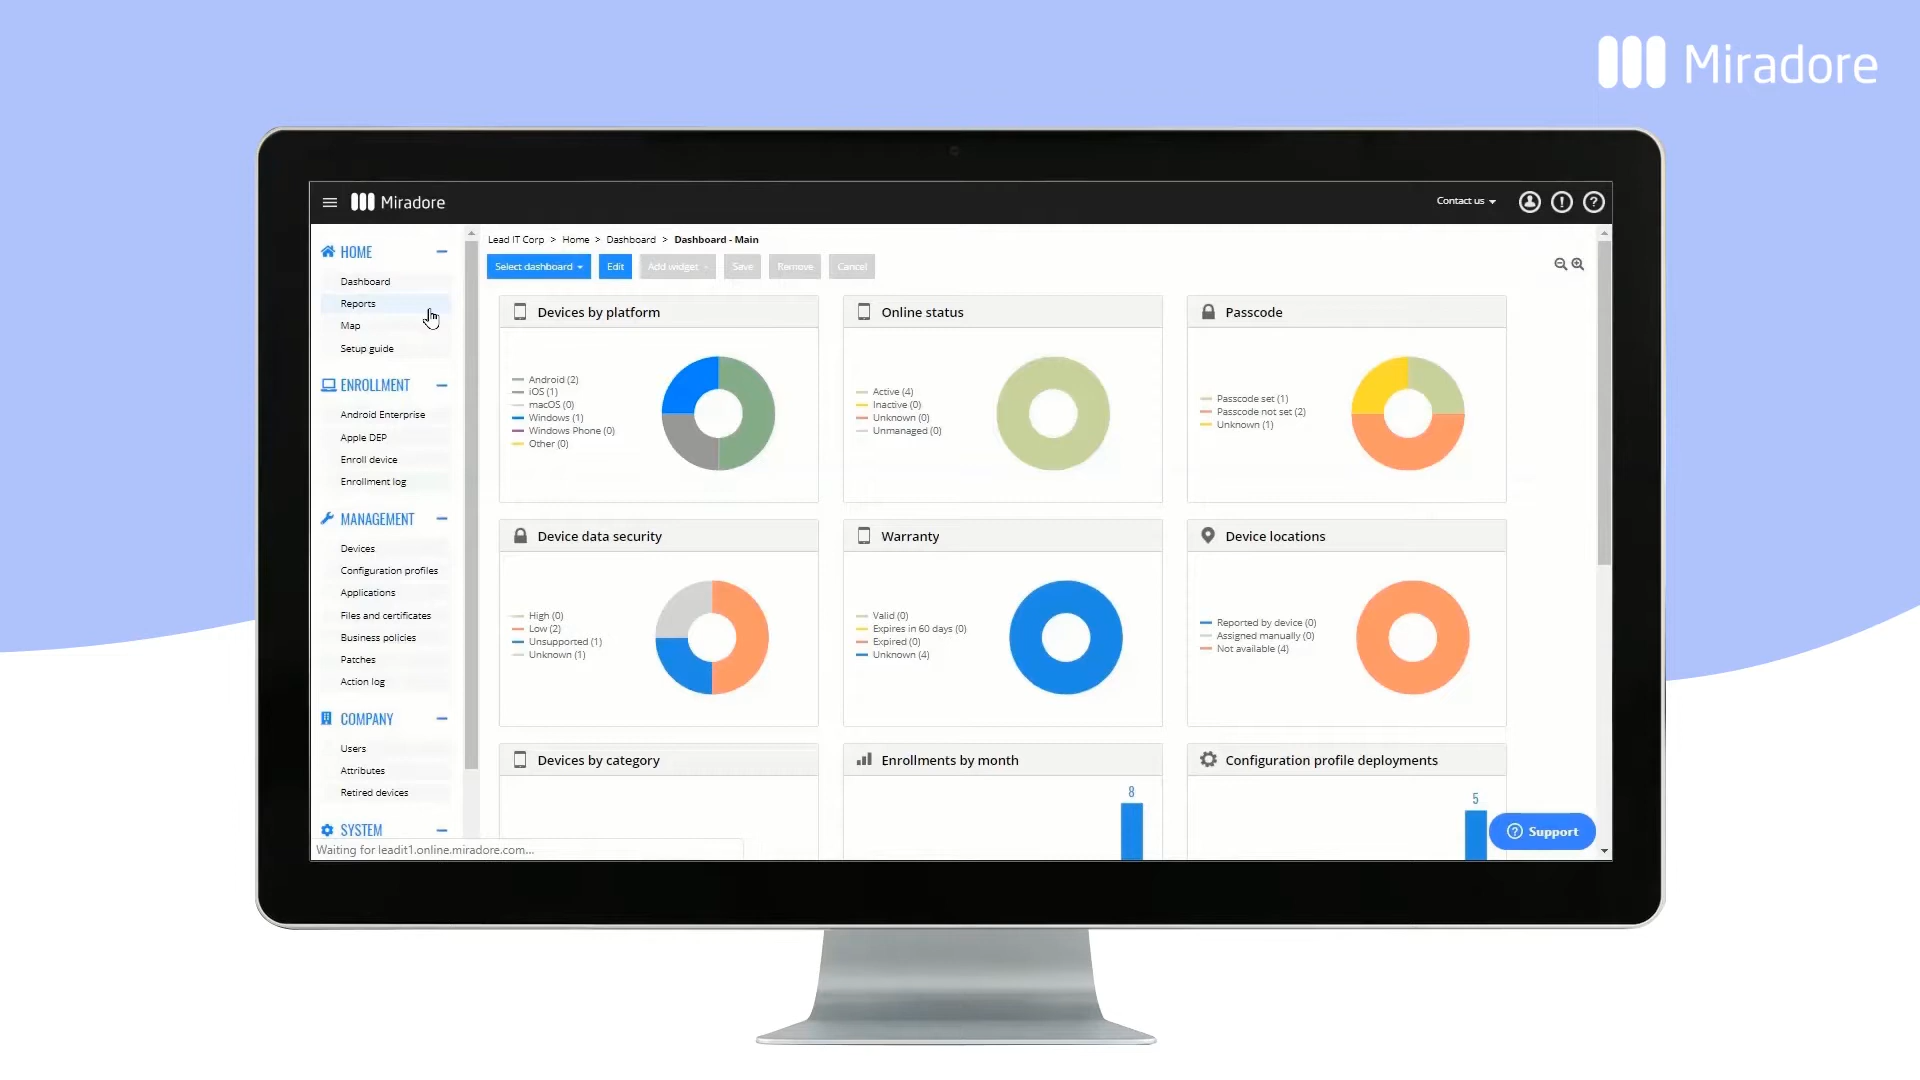 Miradore
Miradore
Contact us
HOME
Dashboard
Reports
Map
Setup guide
ENROLLMENT
Android Enterprise
Apple DEP
Enroll device
Enrollment log
MANAGEMENT
Devices
Configuration profiles
Applications
Files and certificates
Business policies
Patches
Action log
COMPANY
Users
Attributes
Retired devices
SYSTEM
Waiting for leadit1.online.miradore.com...
Lead IT Corp > Home > Dashboard > Dashboard - Main
Select dashboard Edit Add widget Save Remove Cancel
Devices by platform
Android (2)
iOS (1)
macOS (0)
Windows (1)
Windows Phone (0)
Other (0)
Online status
Active (4)
Inactive (0)
Unknown (0)
Unmanaged (0)
Passcode
Passcode set (1)
Passcode not set (2)
Unknown (1)
Device data security
High (0)
Low (2)
Unsupported (1)
Unknown (1)
Warranty
Valid (0)
Expires in 60 days (0)
Expired (0)
Unknown (4)
Device locations
Reported by device (0)
Assigned manually (0)
Not available (4)
Devices by category
Enrollments by month
8
Configuration profile deployments
5
? Support